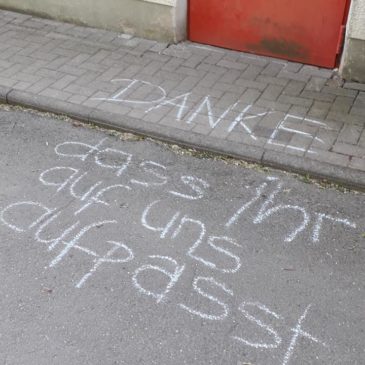 DANKE
dass ihr
auf uns
aufpasst